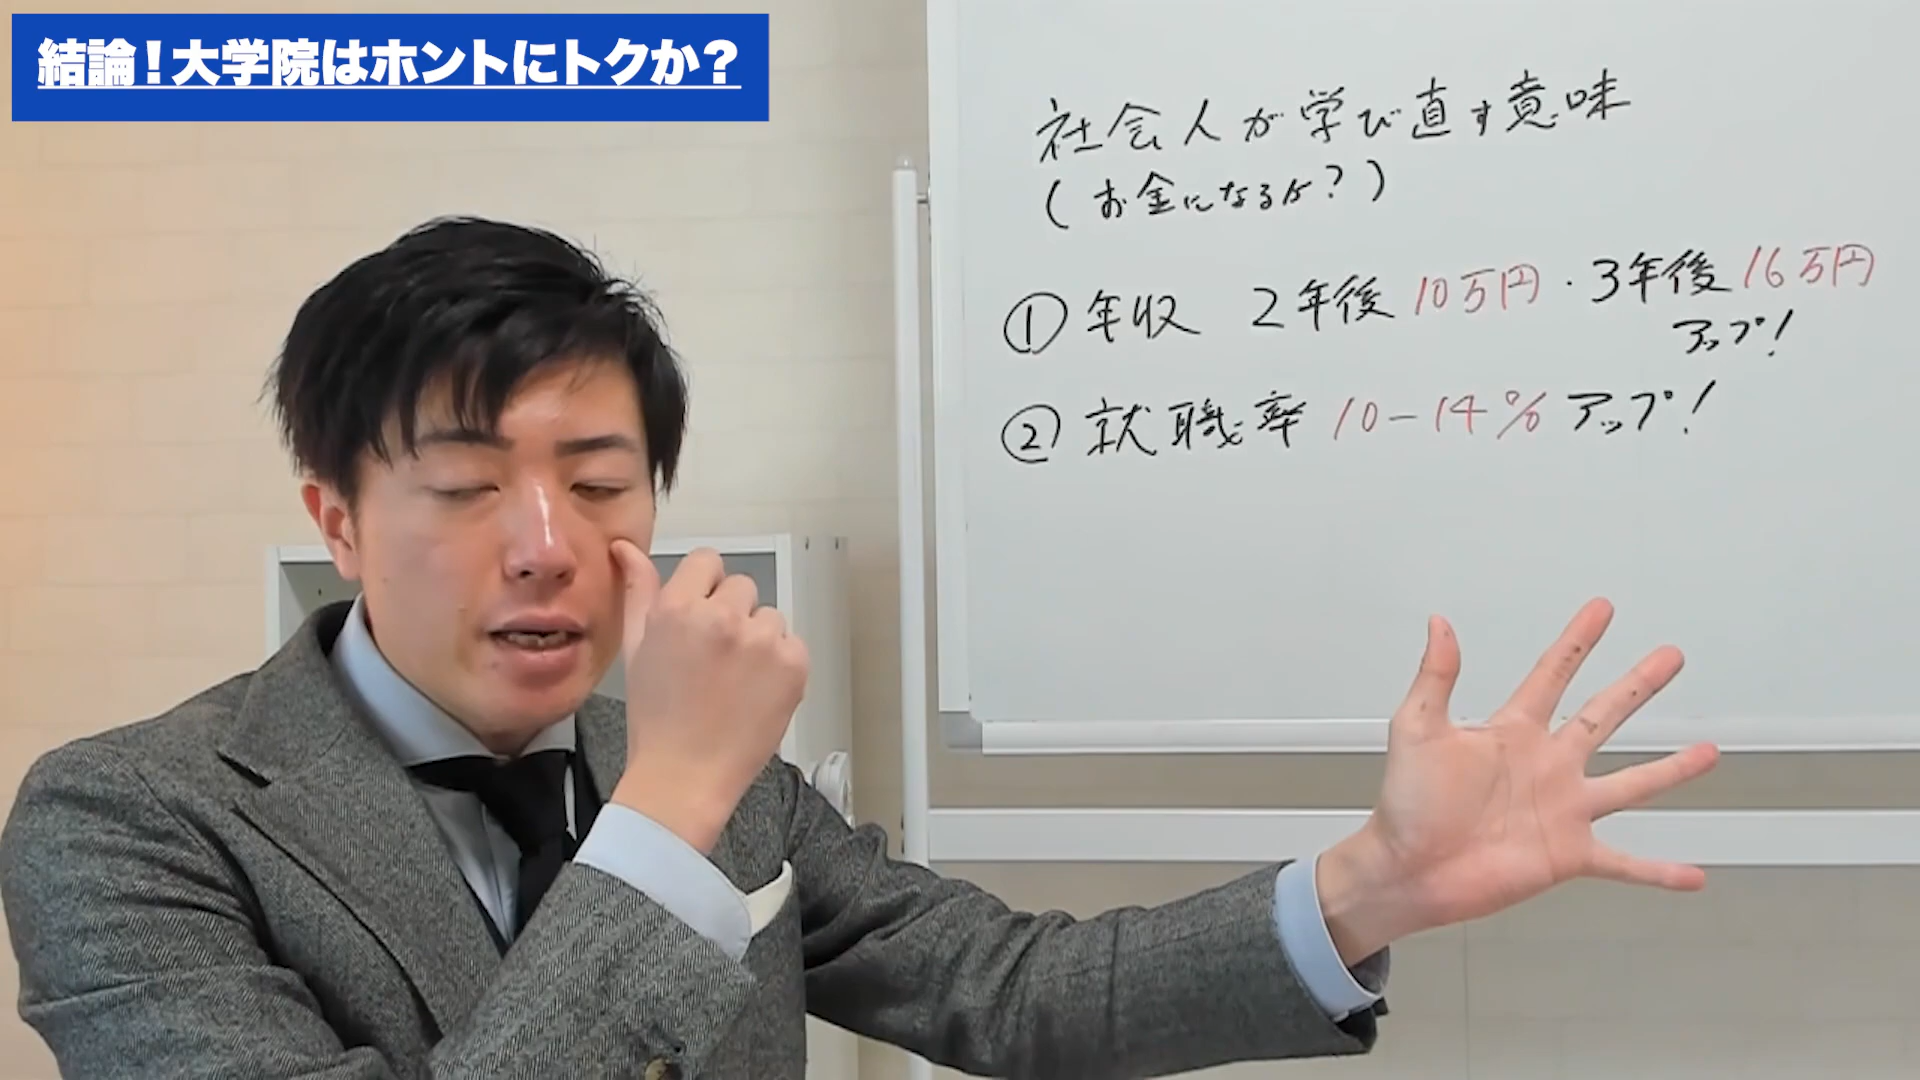 結論！大学院はホントにトクか？
社会人が学び直す意味
（お金になるか？）
① 年収 2年後 10万円・3年後 16万円
アップ！
② 就職率 10-14% アップ！